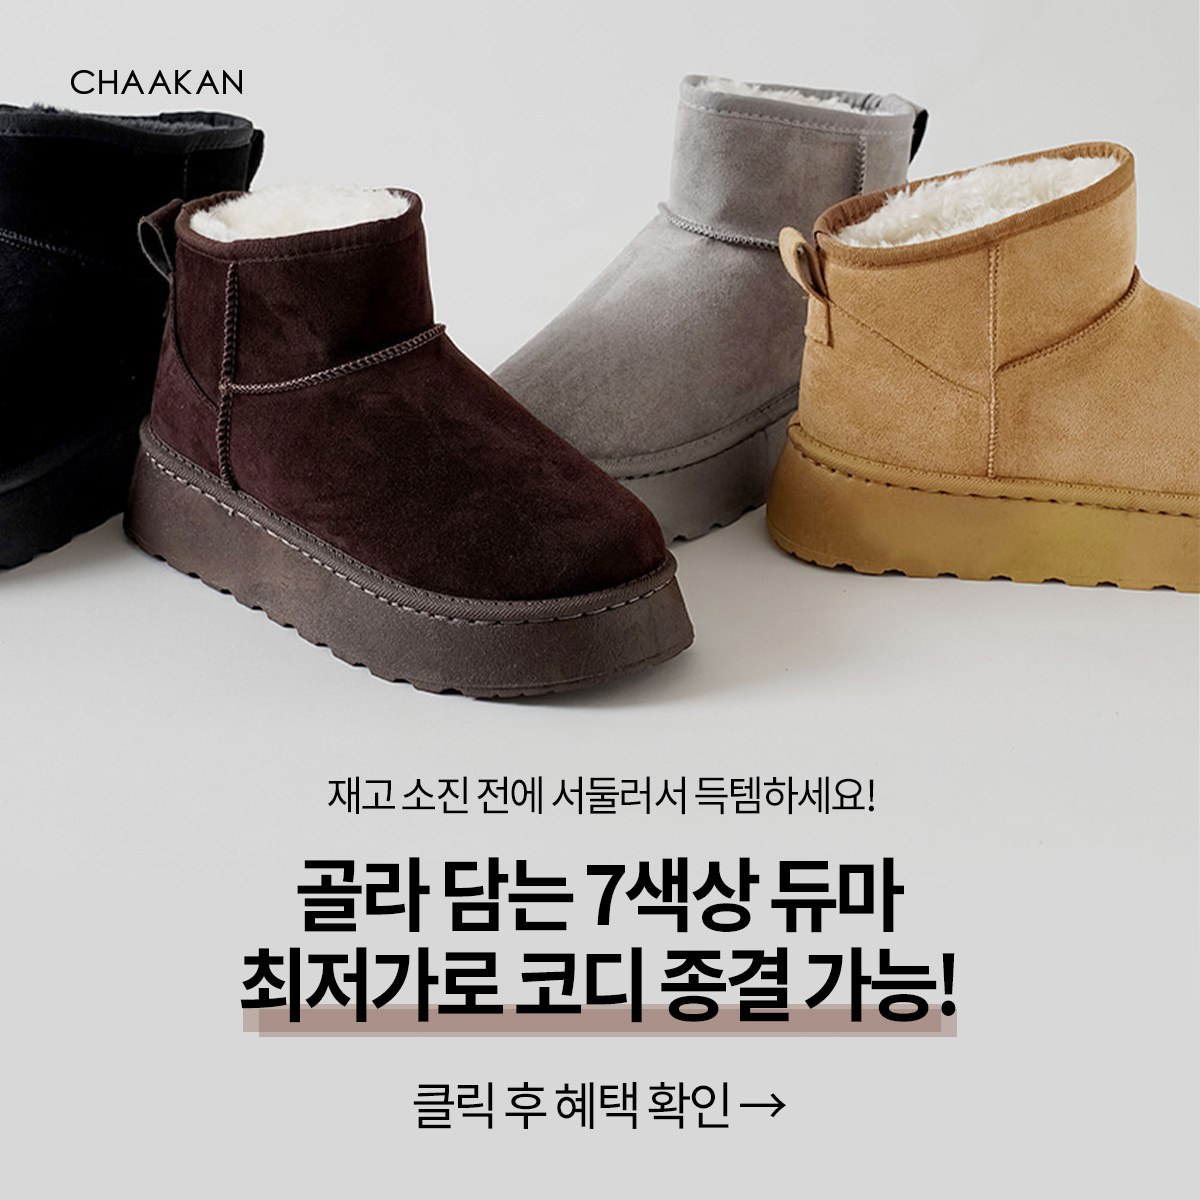 CHAAKAN
재고 소진 전에 서둘러서 득템하세요!
골라 담는 7색상 듀마
최저가로 코디 종결 가능!
클릭 후 혜택 확인 →